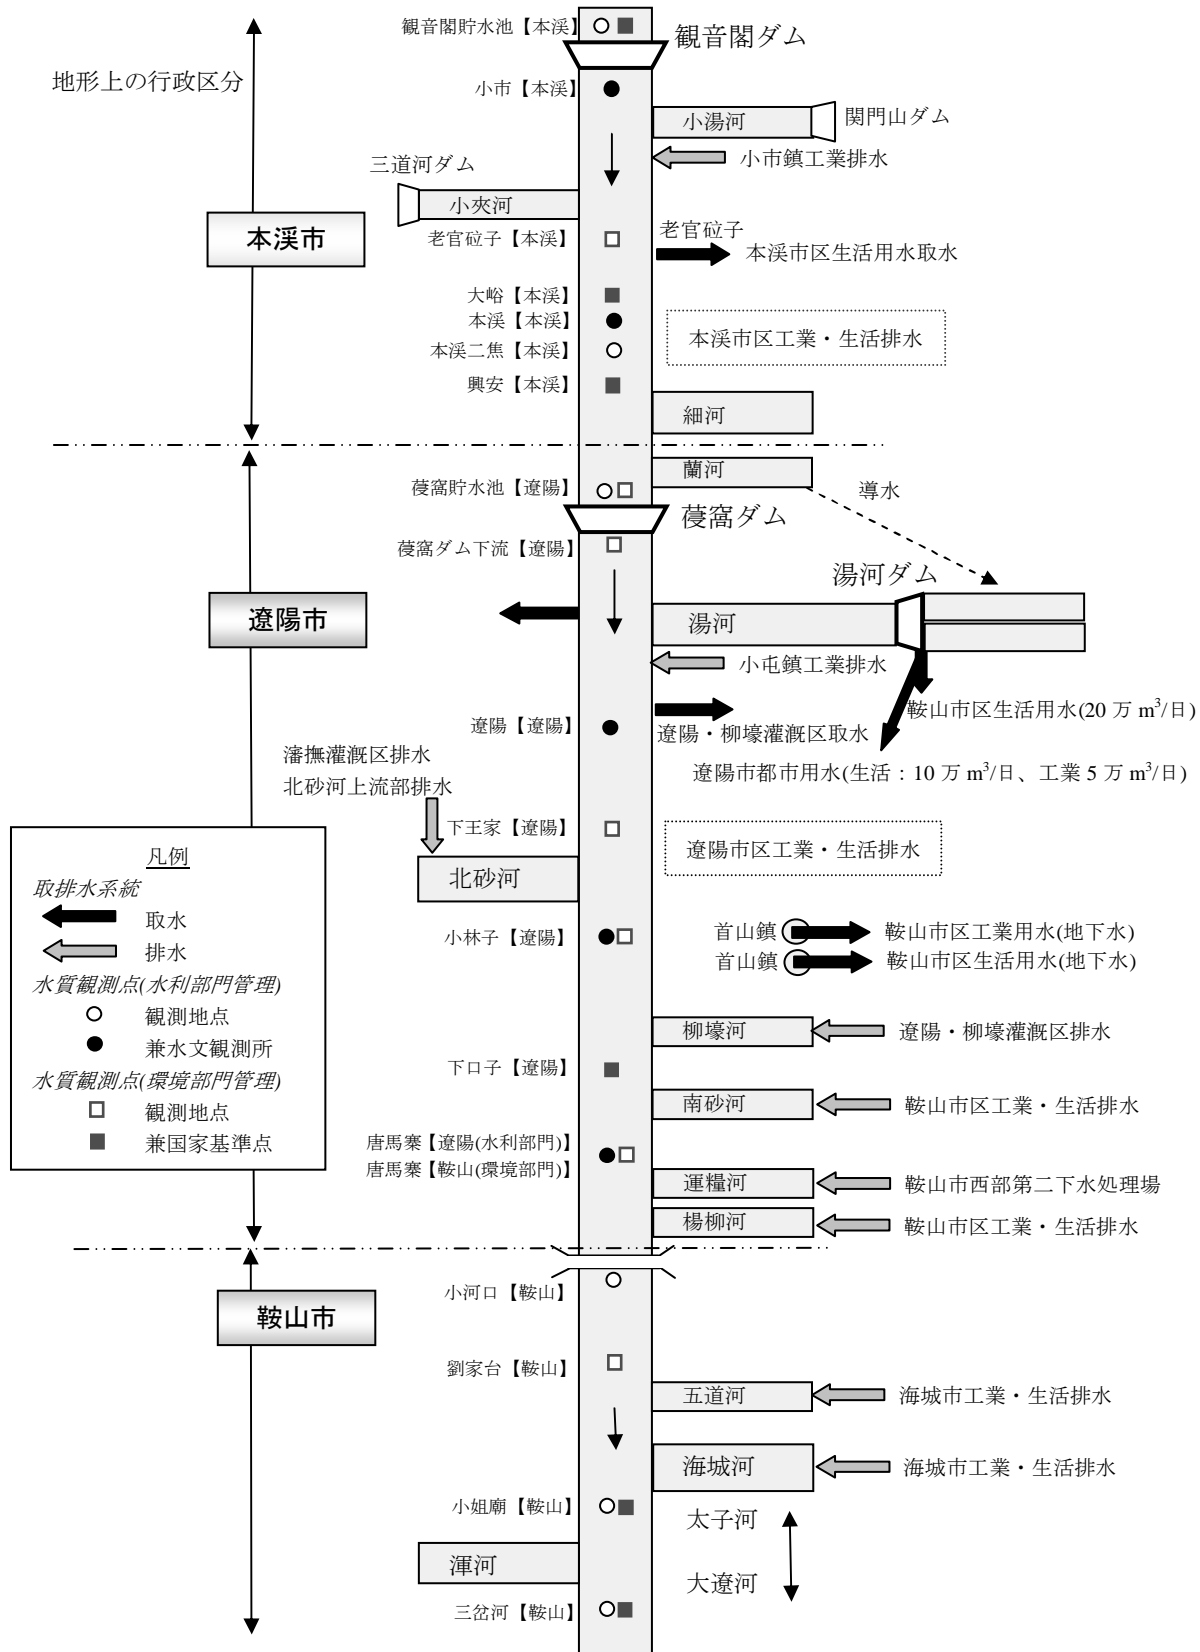 観音閣貯水池【本渓】
観音閣ダム
地形上の行政区分
小市【本渓】
小湯河
関門山ダム
小市鎮工業排水
三道河ダム
小夾河
本渓市
老官砬子【本渓】
老官砬子
本渓市区生活用水取水
大峪【本渓】
本渓【本渓】
本渓市区工業・生活排水
本渓二焦【本渓】
興安【本渓】
細河
蘭河
葠窩貯水池【遼陽】
導水
葠窩ダム
葠窩ダム下流【遼陽】
湯河ダム
遼陽市
湯河
小屯鎮工業排水
鞍山市区生活用水(20 万 m³/日)
遼陽【遼陽】
遼陽・柳壕灌漑区取水
瀋撫灌漑区排水
遼陽市都市用水(生活：10 万 m³/日、工業 5 万 m³/日)
北砂河上流部排水
下王家【遼陽】
遼陽市区工業・生活排水
北砂河
凡例
取排水系統
取水
排水
水質観測点(水利部門管理)
観測地点
兼水文観測所
水質観測点(環境部門管理)
観測地点
兼国家基準点
小林子【遼陽】
首山鎮
鞍山市区工業用水(地下水)
首山鎮
鞍山市区生活用水(地下水)
柳壕河
遼陽・柳壕灌漑区排水
下口子【遼陽】
南砂河
鞍山市区工業・生活排水
唐馬寨【遼陽(水利部門】
唐馬寨【鞍山(環境部門】
運糧河
鞍山市西部第二下水処理場
楊柳河
鞍山市区工業・生活排水
小河口【鞍山】
鞍山市
劉家台【鞍山】
五道河
海城市工業・生活排水
海城河
海城市工業・生活排水
小姐廟【鞍山】
太子河
渾河
大遼河
三岔河【鞍山】